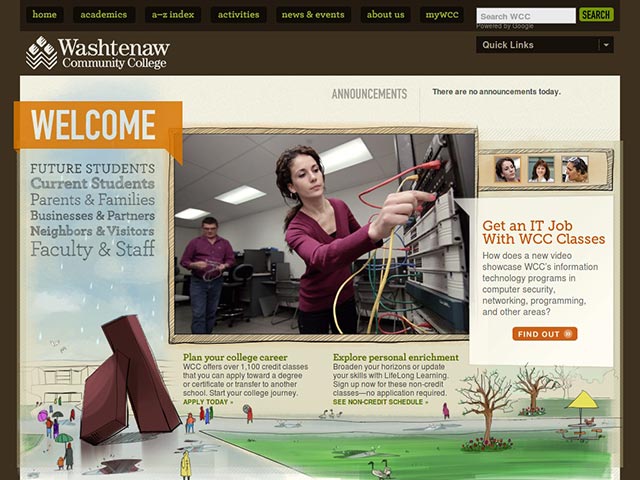 home
academics
a–z index
activities
news & events
about us
myWCC
Search WCC
SEARCH
Powered by Google
Quick Links
Washtenaw
Community College
ANNOUNCEMENTS
There are no announcements today.
WELCOME
FUTURE STUDENTS
Current Students
Parents & Families
Businesses & Partners
Neighbors & Visitors
Faculty & Staff
Get an IT Job
With WCC Classes
How does a new video
showcase WCC's information
technology programs in
computer security,
networking, programming,
and other areas?
FIND OUT
Plan your college career
WCC offers over 1,100 credit classes
that you can apply toward a degree
or certificate or transfer to another
school. Start your college journey.
APPLY TODAY »
Explore personal enrichment
Broaden your horizons or update
your skills with LifeLong Learning.
Sign up now for these non-credit
classes—no application required.
SEE NON-CREDIT SCHEDULE »